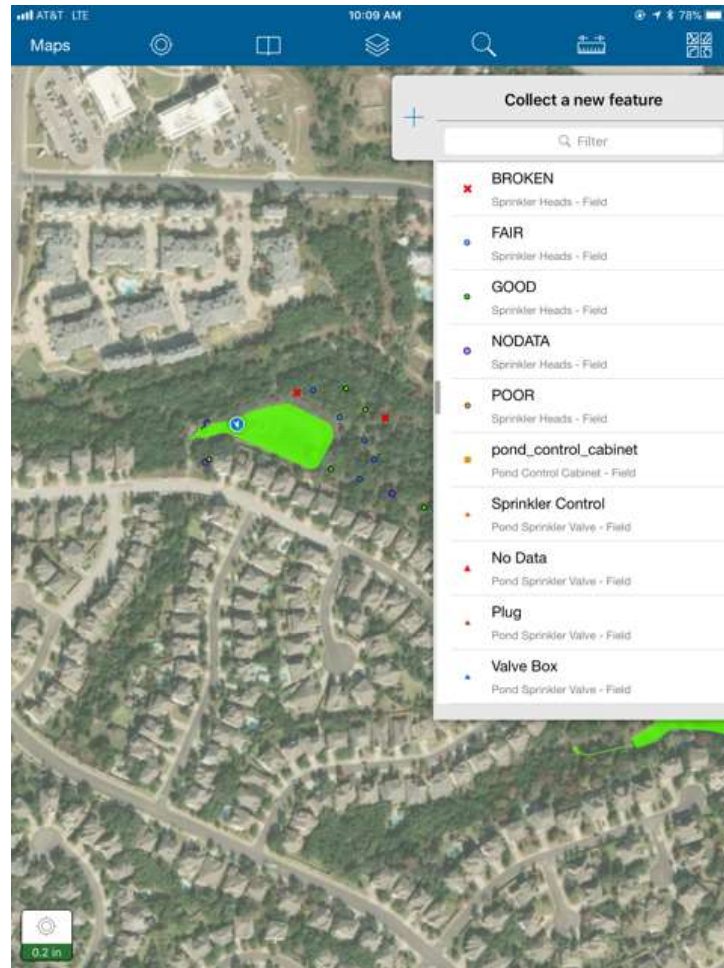 AT&T LTE
10:09 AM
78%
Maps
Collect a new feature
Filter
BROKEN
Sprinkler Heads - Field
FAIR
Sprinkler Heads - Field
GOOD
Sprinkler Heads - Field
NODATA
Sprinkler Heads - Field
POOR
Sprinkler Heads - Field
pond_control_cabinet
Pond Control Cabinet - Field
Sprinkler Control
Pond Sprinkler Valve - Field
No Data
Pond Sprinkler Valve - Field
Plug
Pond Sprinkler Valve - Field
Valve Box
Pond Sprinkler Valve - Field
0.2 in